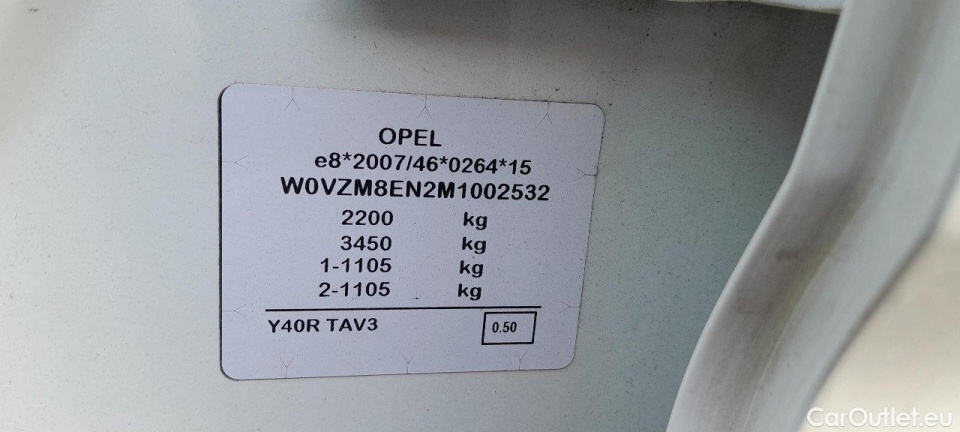 OPEL
e8*2007/46*0264*15
W0VZM8EN2M1002532
2200 kg
3450 kg
1-1105 kg
2-1105 kg
Y40R TAV3 0.50
CarOutlet.eu